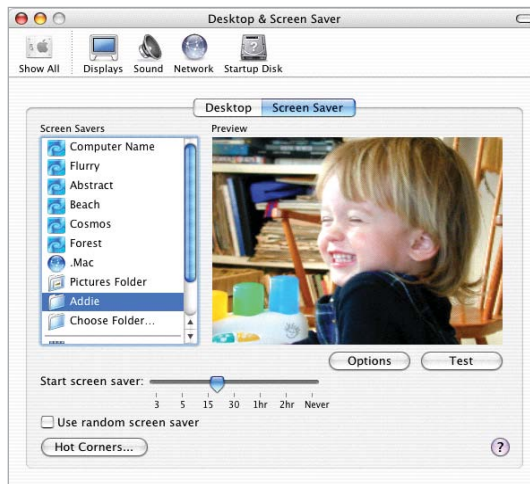 Desktop & Screen Saver
Show All Displays Sound Network Startup Disk
Desktop Screen Saver
Screen Savers
Preview
Computer Name
Flurry
Abstract
Beach
Cosmos
Forest
.Mac
Pictures Folder
Addie
Choose Folder...
Options Test
Start screen saver:
3 5 15 30 1hr 2hr Never
Use random screen saver
Hot Corners... ?